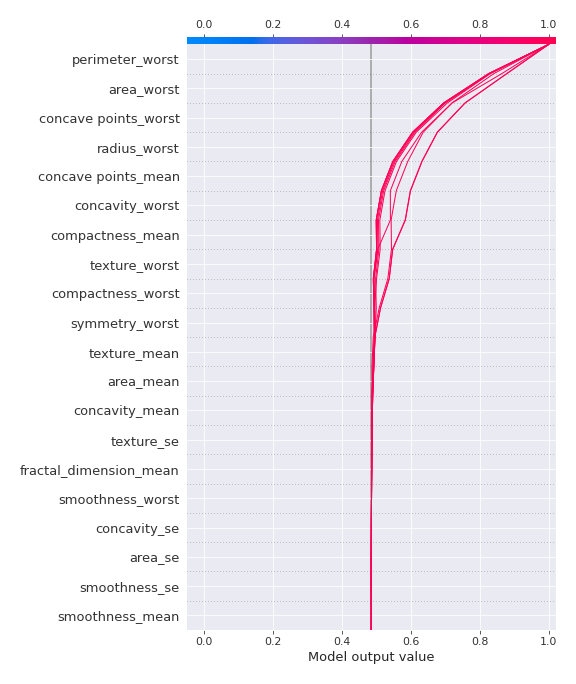 0.0 0.2 0.4 0.6 0.8 1.0
perimeter_worst
area_worst
concave points_worst
radius_worst
concave points_mean
concavity_worst
compactness_mean
texture_worst
compactness_worst
symmetry_worst
texture_mean
area_mean
concavity_mean
texture_se
fractal_dimension_mean
smoothness_worst
concavity_se
area_se
smoothness_se
smoothness_mean
0.0 0.2 0.4 0.6 0.8 1.0
Model output value